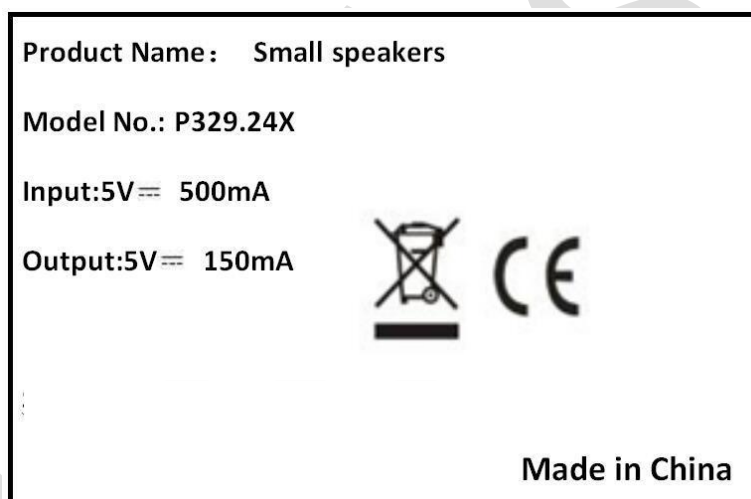 Product Name： Small speakers
Model No.: P329.24X
Input:5V⎓ 500mA
Output:5V⎓ 150mA
CE
Made in China